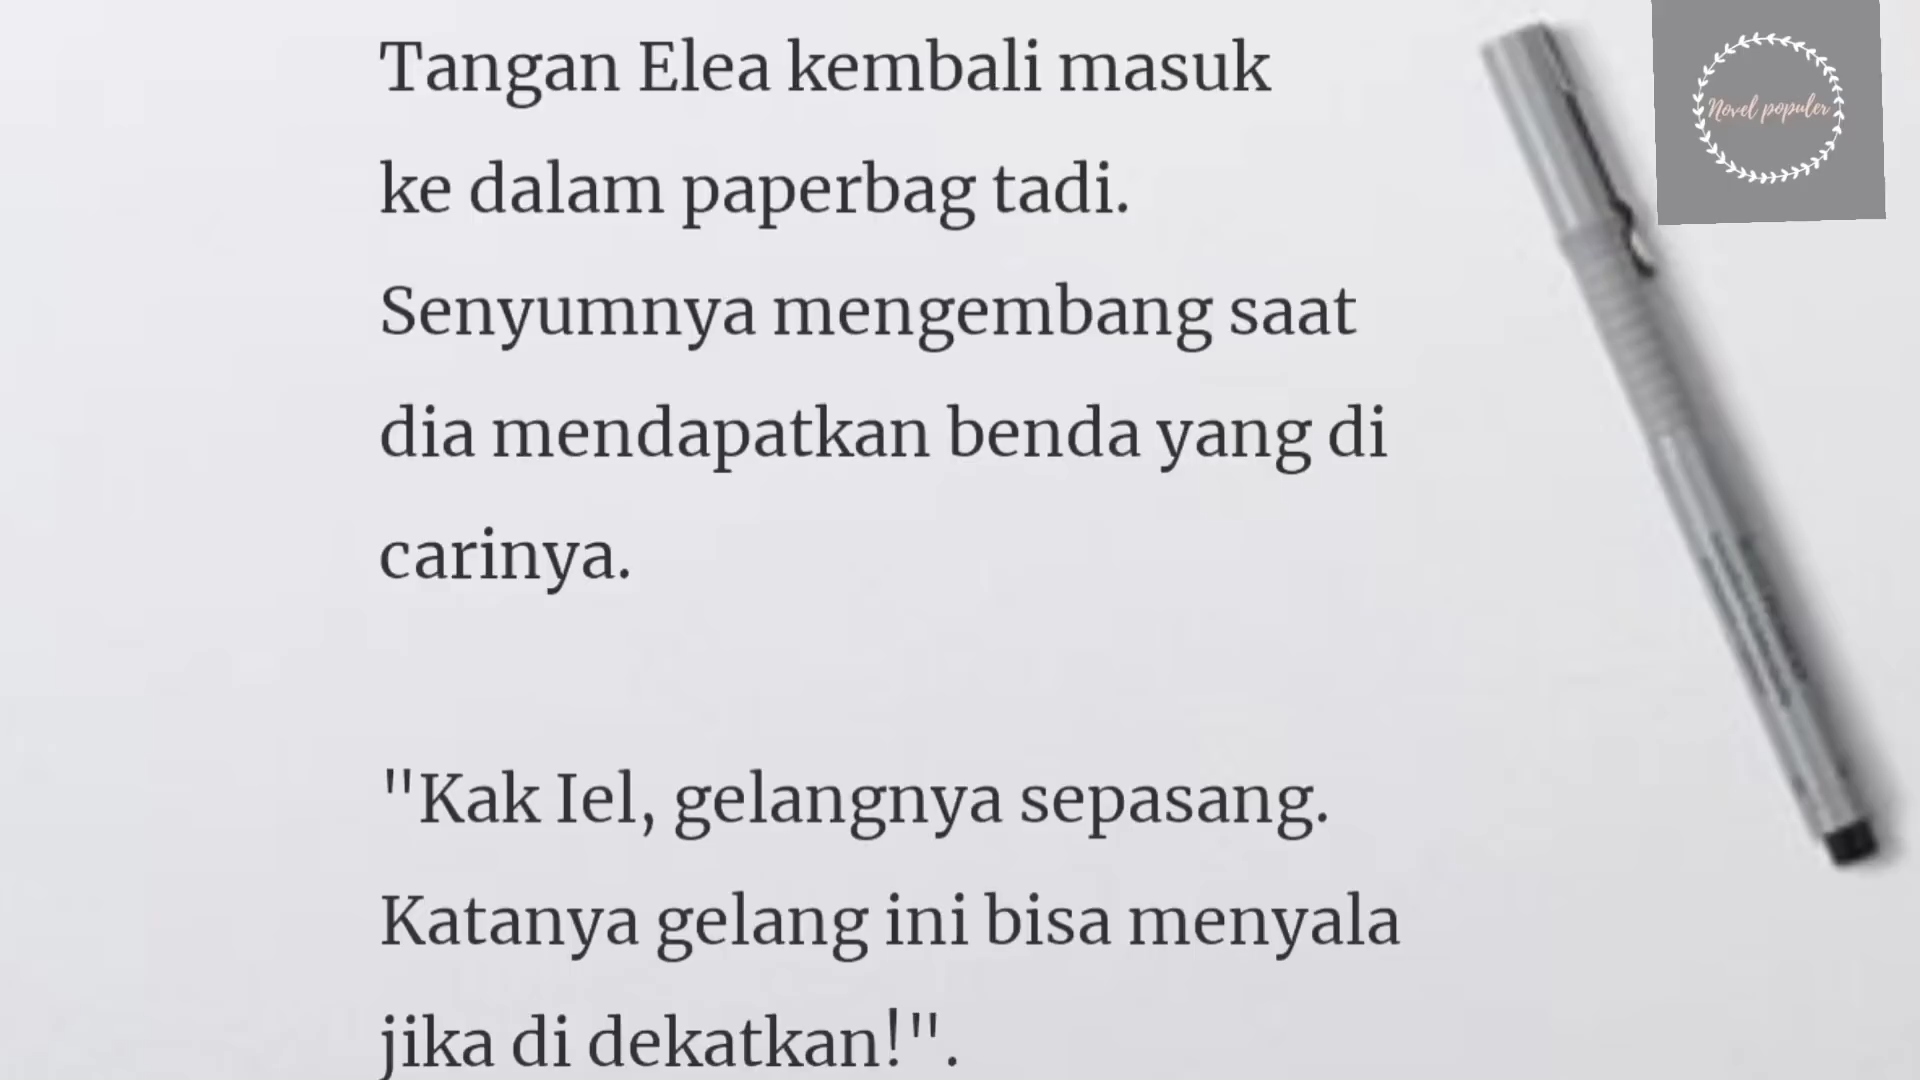 Tangan Elea kembali masuk
ke dalam paperbag tadi.
Senyumnya mengembang saat
dia mendapatkan benda yang di
carinya.
"Kak Iel, gelangnya sepasang.
Katanya gelang ini bisa menyala
jika di dekatkan!".
Novel populer